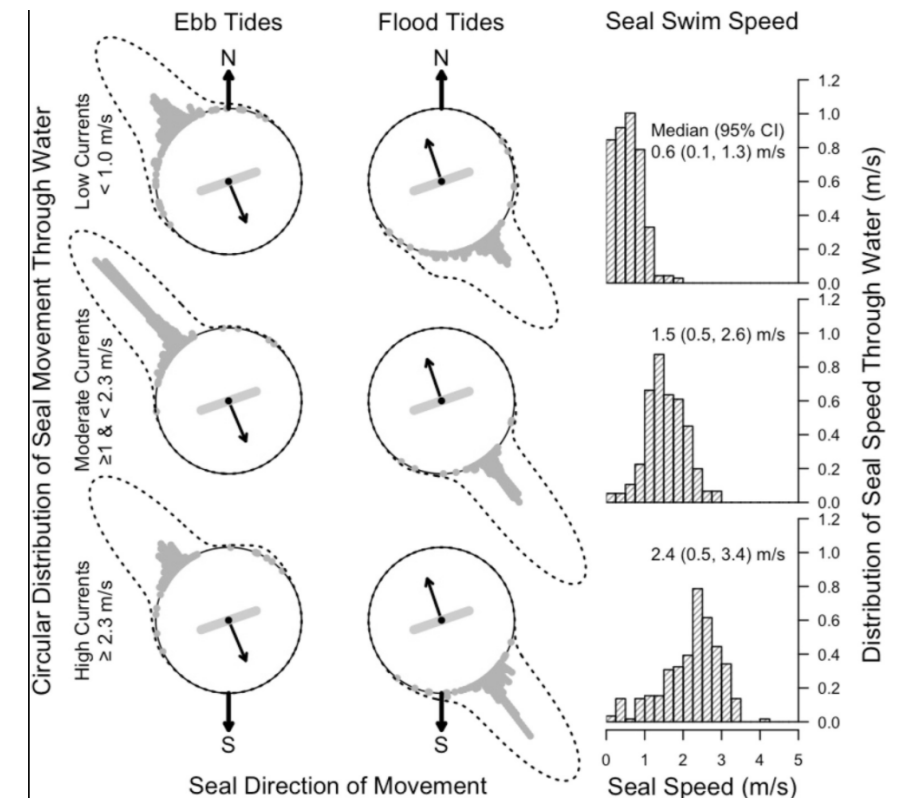 Ebb Tides
Flood Tides
Seal Swim Speed
N
N
Circular Distribution of Seal Movement Through Water
Low Currents
< 1.0 m/s
Median (95% CI)
0.6 (0.1, 1.3) m/s
1.2
1.0
0.8
0.6
0.4
0.2
0.0
Moderate Currents
≥1 & < 2.3 m/s
1.5 (0.5, 2.6) m/s
1.2
1.0
0.8
0.6
0.4
0.2
0.0
High Currents
≥ 2.3 m/s
2.4 (0.5, 3.4) m/s
1.2
1.0
0.8
0.6
0.4
0.2
0.0
Distribution of Seal Speed Through Water (m/s)
S
S
0 1 2 3 4 5
Seal Direction of Movement
Seal Speed (m/s)